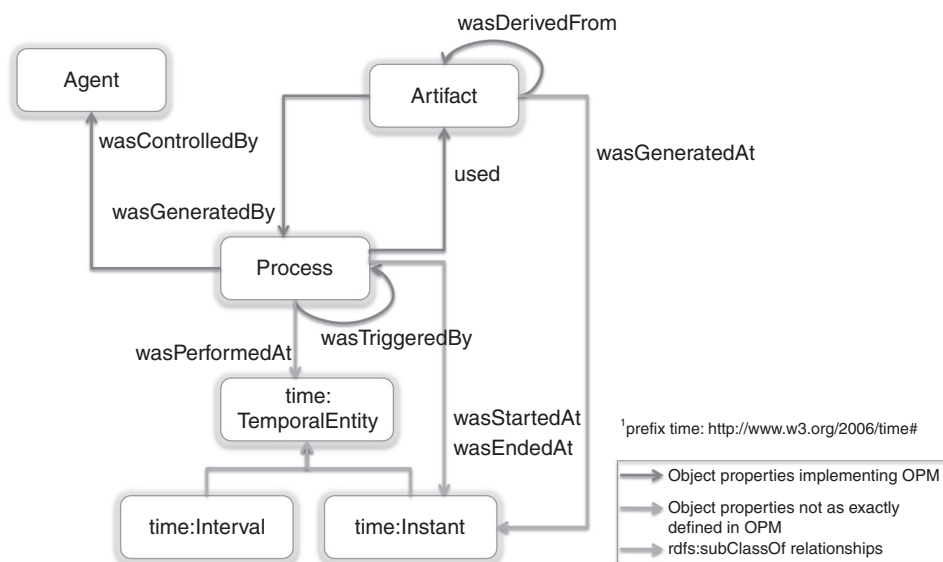 wasDerivedFrom
Agent
Artifact
wasControlledBy
wasGeneratedAt
used
wasGeneratedBy
Process
wasTriggeredBy
wasPerformedAt
time:
TemporalEntity
wasStartedAt
wasEndedAt
1prefix time: http://www.w3.org/2006/time#
time:Interval
time:Instant
Object properties implementing OPM
Object properties not as exactly
defined in OPM
rdfs:subClassOf relationships